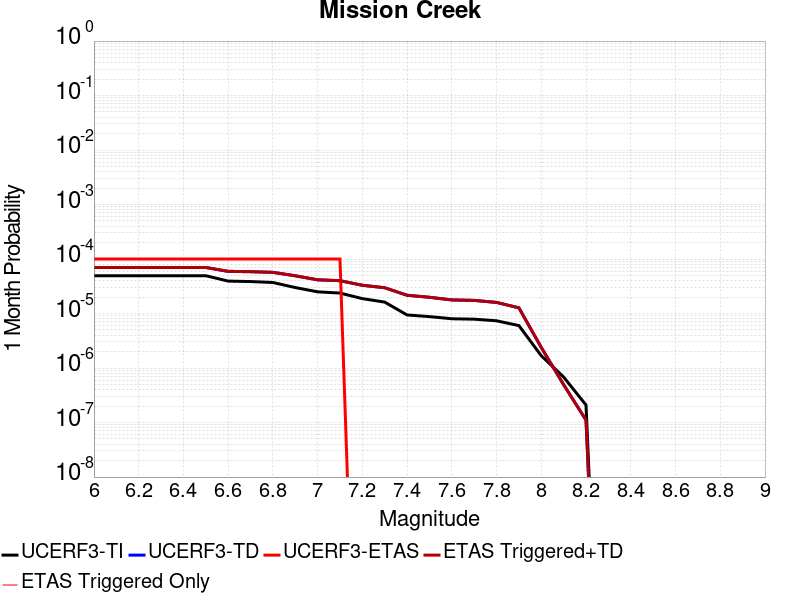 Mission Creek
10^0
10^-1
10^-2
10^-3
10^-4
10^-5
10^-6
10^-7
10^-8
1 Month Probability
6 6.2 6.4 6.6 6.8 7 7.2 7.4 7.6 7.8 8 8.2 8.4 8.6 8.8 9
Magnitude
UCERF3-TI UCERF3-TD UCERF3-ETAS ETAS Triggered+TD
ETAS Triggered Only